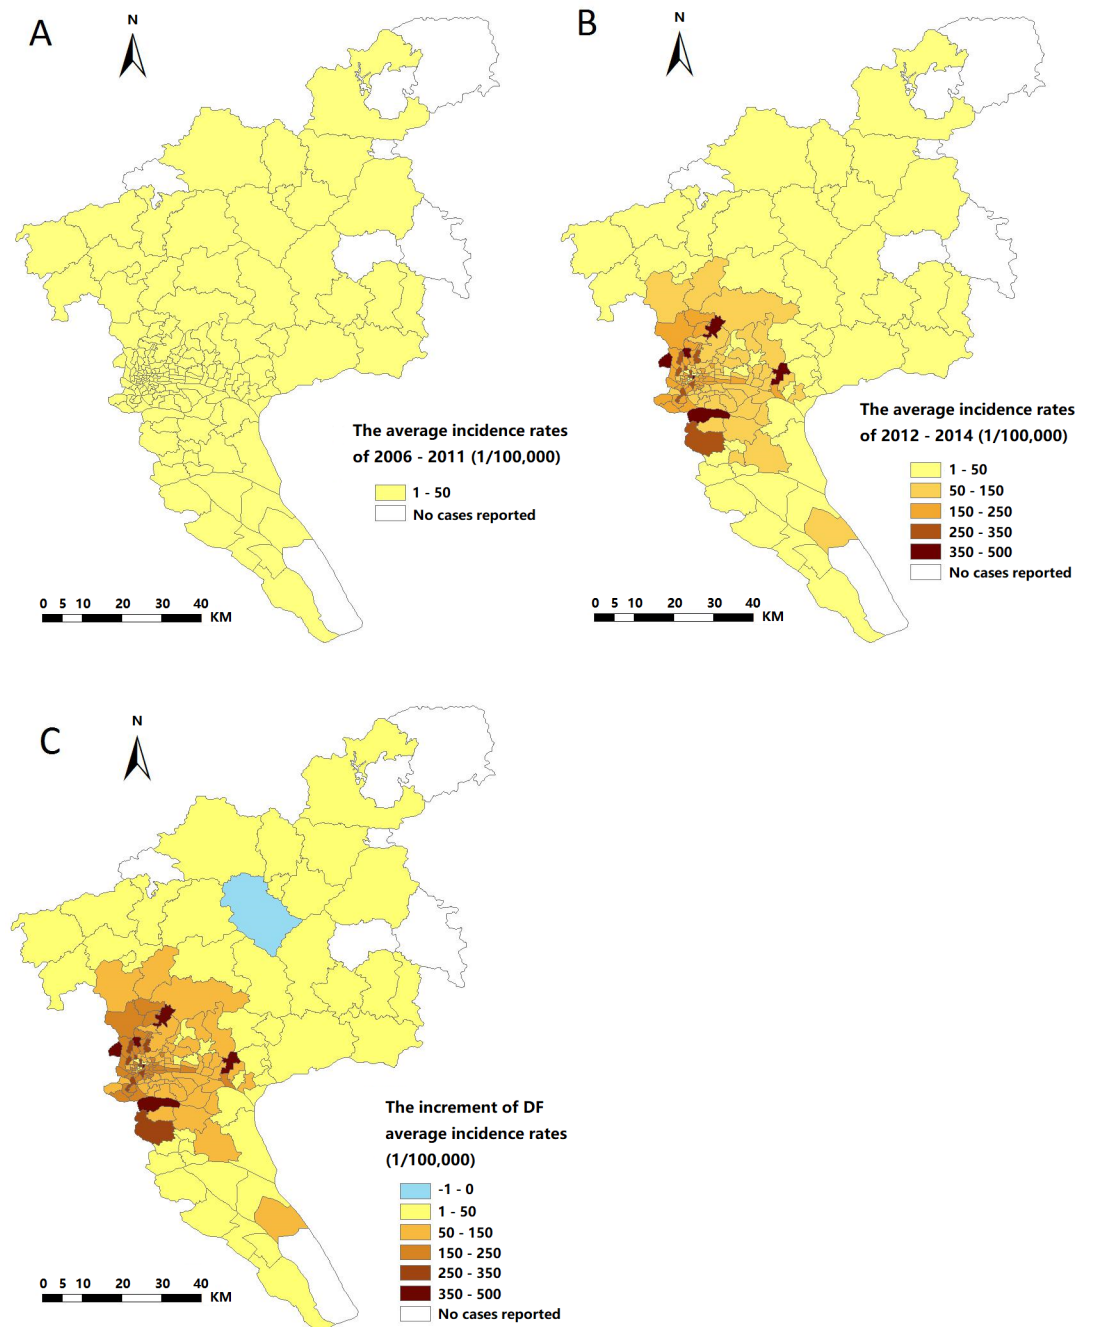 A
N
The average incidence rates
of 2006 - 2011 (1/100,000)
1 - 50
No cases reported
0 5 10 20 30 40
KM
B
N
The average incidence rates
of 2012 - 2014 (1/100,000)
1 - 50
50 - 150
150 - 250
250 - 350
350 - 500
No cases reported
0 5 10 20 30 40
KM
C
N
The increment of DF
average incidence rates
(1/100,000)
-1 - 0
1 - 50
50 - 150
150 - 250
250 - 350
350 - 500
No cases reported
0 5 10 20 30 40
KM